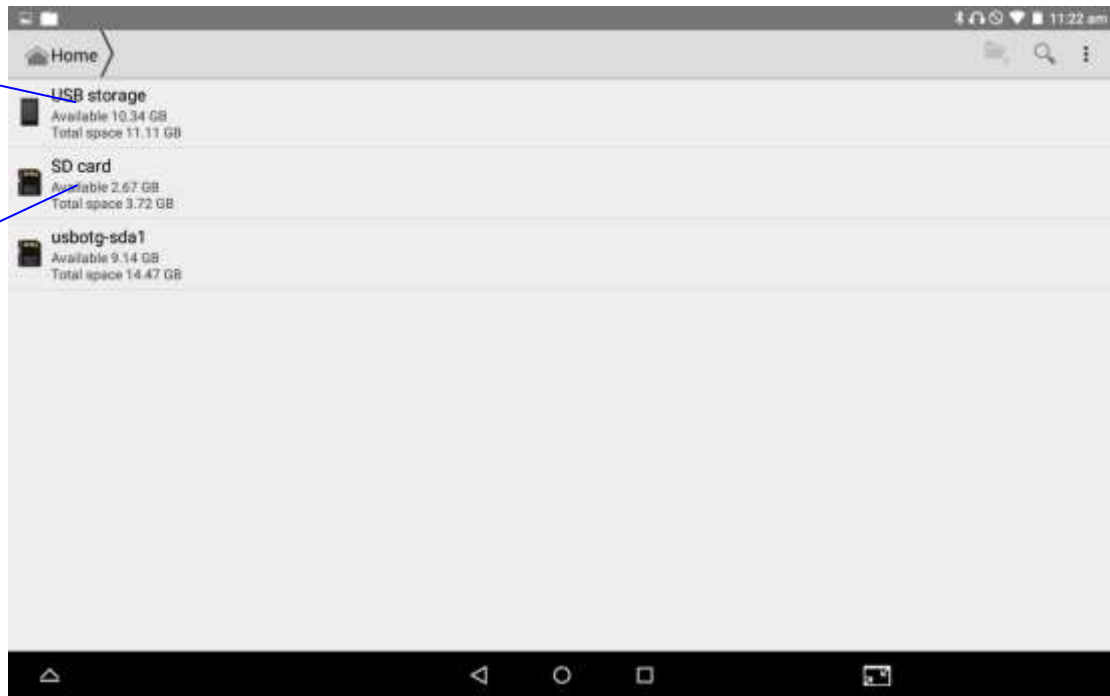 11:22 am
Home
USB storage
Available 10.34 GB
Total space 11.11 GB
SD card
Available 2.67 GB
Total space 3.72 GB
usbotg-sda1
Available 9.14 GB
Total space 14.47 GB